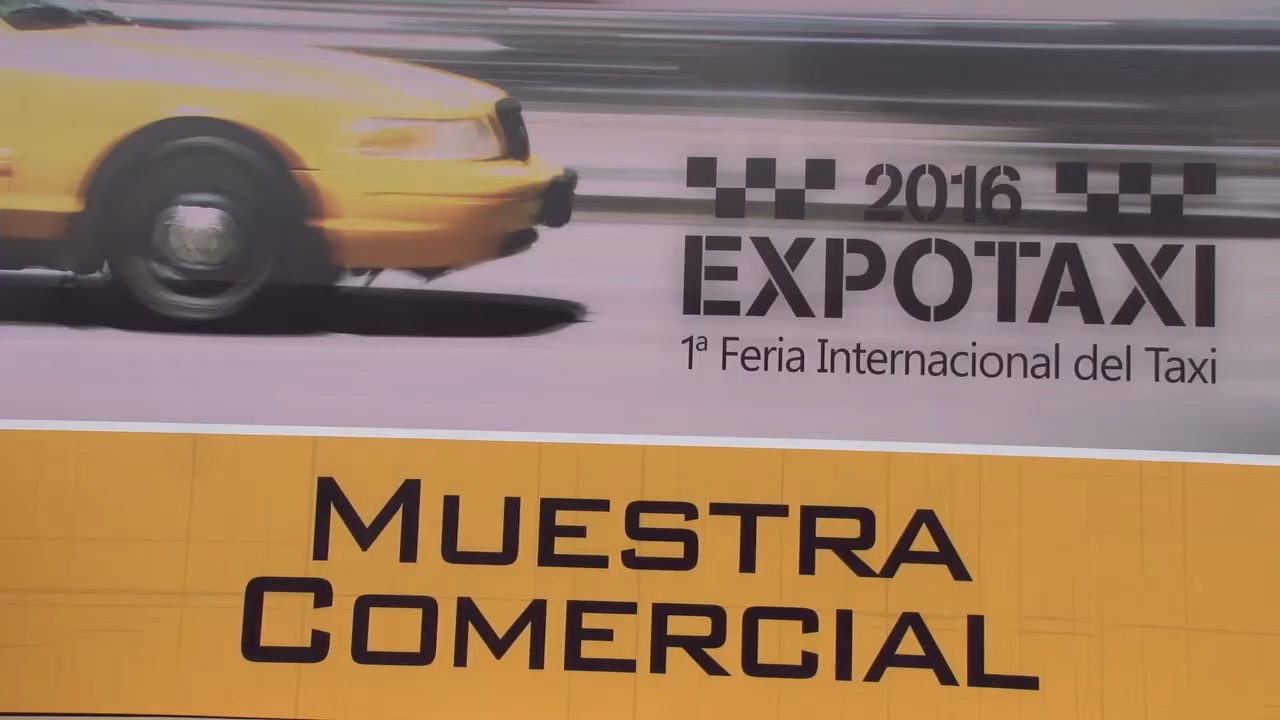 2016
EXPOTAXI
1ª Feria Internacional del Taxi
MUESTRA
COMERCIAL